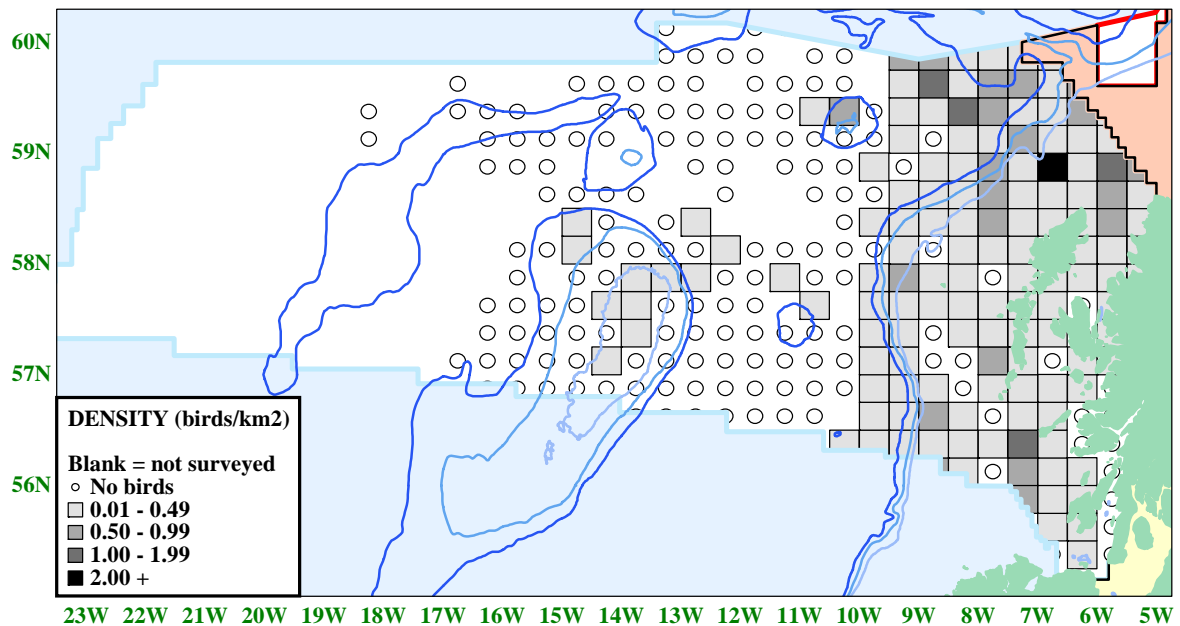 60N
59N
58N
57N
56N
DENSITY (birds/km2)
Blank = not surveyed
No birds
0.01 - 0.49
0.50 - 0.99
1.00 - 1.99
2.00 +
23W 22W 21W 20W 19W 18W 17W 16W 15W 14W 13W 12W 11W 10W 9W 8W 7W 6W 5W